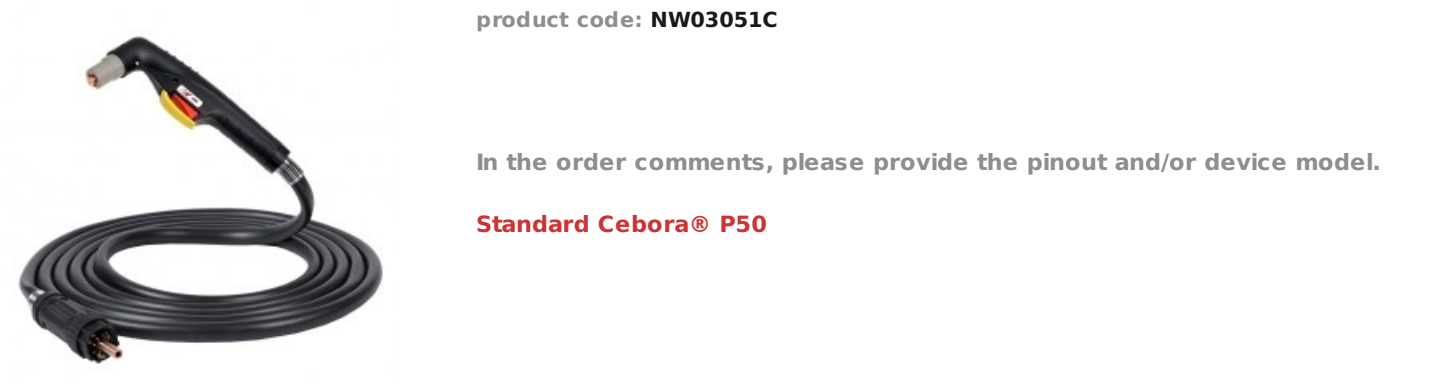 product code: NW03051C
In the order comments, please provide the pinout and/or device model.
Standard Cebora® P50